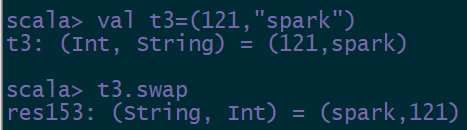 scala> val t3=(121,"spark")
t3: (Int, String) = (121,spark)
scala> t3.swap
res153: (String, Int) = (spark,121)